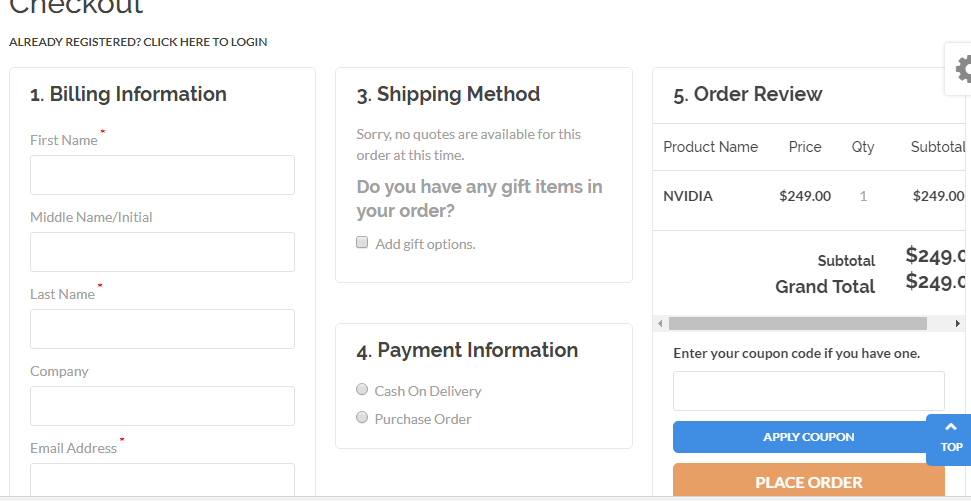 Checkout
ALREADY REGISTERED? CLICK HERE TO LOGIN
1. Billing Information
First Name *
Middle Name/Initial
Last Name *
Company
Email Address *
3. Shipping Method
Sorry, no quotes are available for this
order at this time.
Do you have any gift items in
your order?
Add gift options.
4. Payment Information
Cash On Delivery
Purchase Order
5. Order Review
Product Name Price Qty Subtotal
NVIDIA $249.00 1 $249.00
Subtotal $249.0
Grand Total $249.0
Enter your coupon code if you have one.
APPLY COUPON
TOP
PLACE ORDER